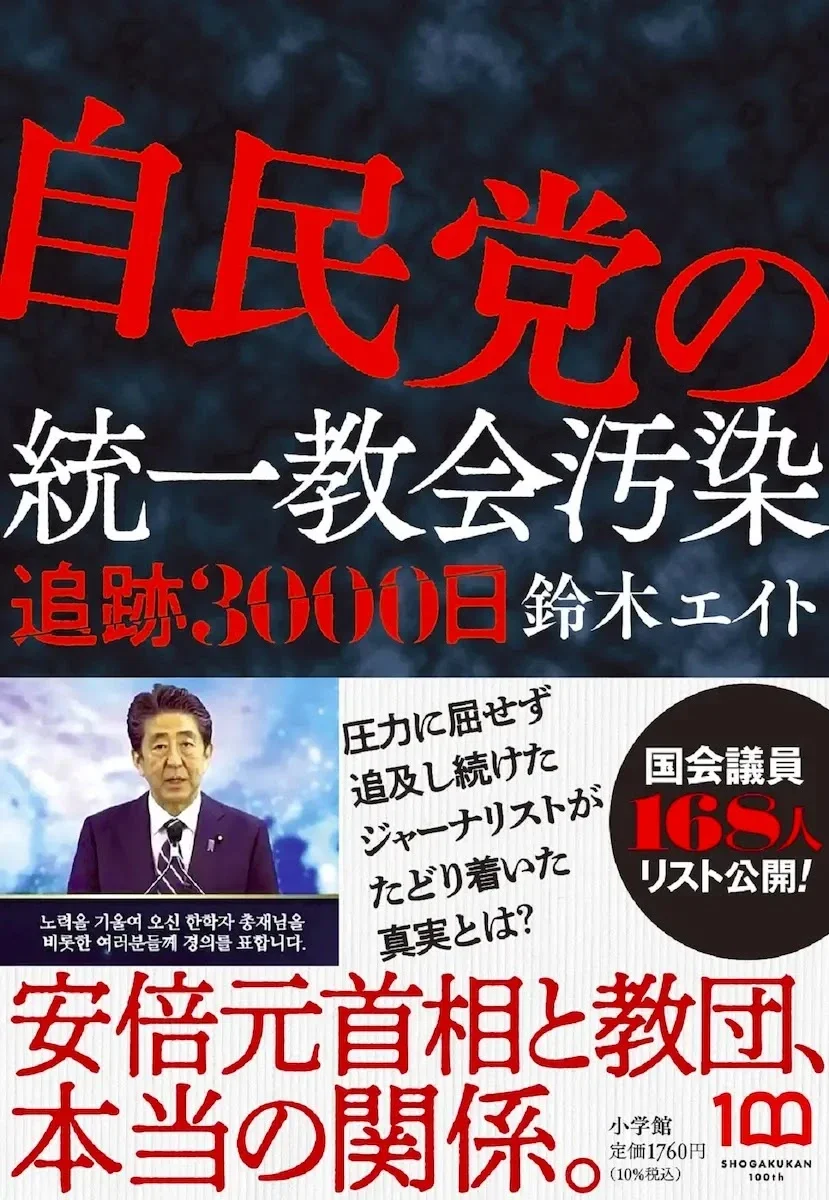 自民党の
統一教会汚染
追跡3000日 鈴木エイト
노력을 기울여 오신 한학자 총재님을
비롯한 여러분들께 경의를 표합니다.
圧力に屈せず
追及し続けた
ジャーナリストが
たどり着いた
真実とは?
国会議員
168人
リスト公開!
安倍元首相と教団、
本当の関係。
小学館
定価1760円
(10%税込)
100
SHOGAKUKAN
100th